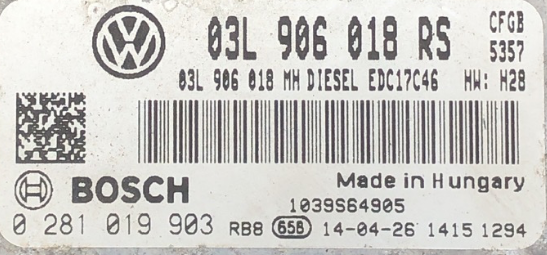 03L 906 018 RS CFGB
5357
03L 906 018 MH DIESEL EDC17C46 HW: H28
BOSCH
Made in Hungary
1039S64905
0 281 019 903 RB8 656 14-04-26 1415 1294